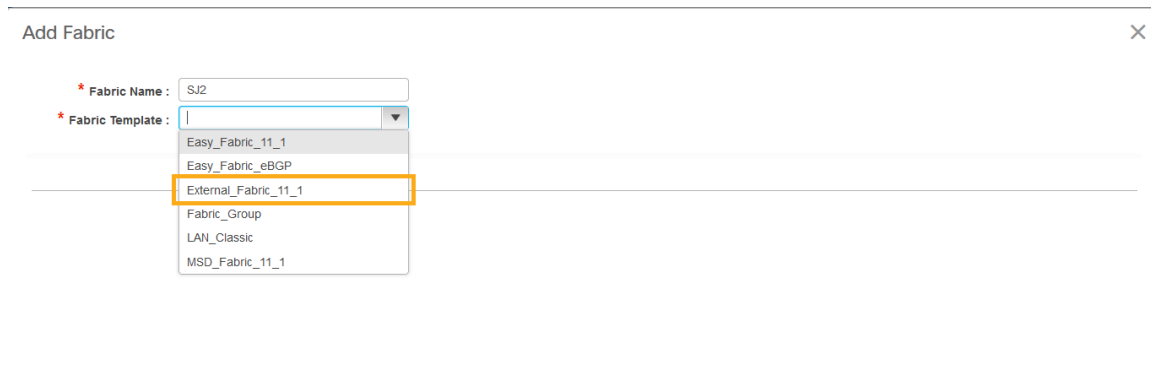 Add Fabric
* Fabric Name : SJ2
* Fabric Template :
Easy_Fabric_11_1
Easy_Fabric_eBGP
External_Fabric_11_1
Fabric_Group
LAN_Classic
MSD_Fabric_11_1